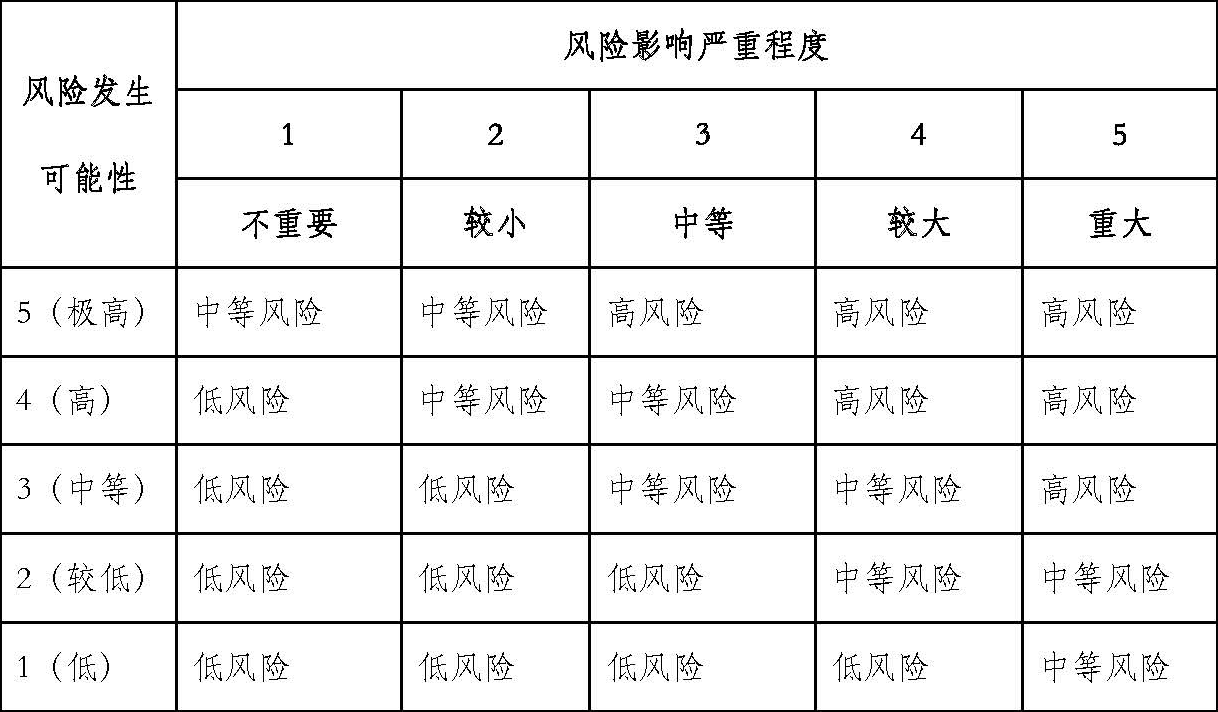 风险发生
可能性
风险影响严重程度
1 2 3 4 5
不重要 较小 中等 较大 重大
5（极高） 中等风险 中等风险 高风险 高风险 高风险
4（高） 低风险 中等风险 中等风险 高风险 高风险
3（中等） 低风险 低风险 中等风险 中等风险 高风险
2（较低） 低风险 低风险 低风险 中等风险 中等风险
1（低） 低风险 低风险 低风险 低风险 中等风险